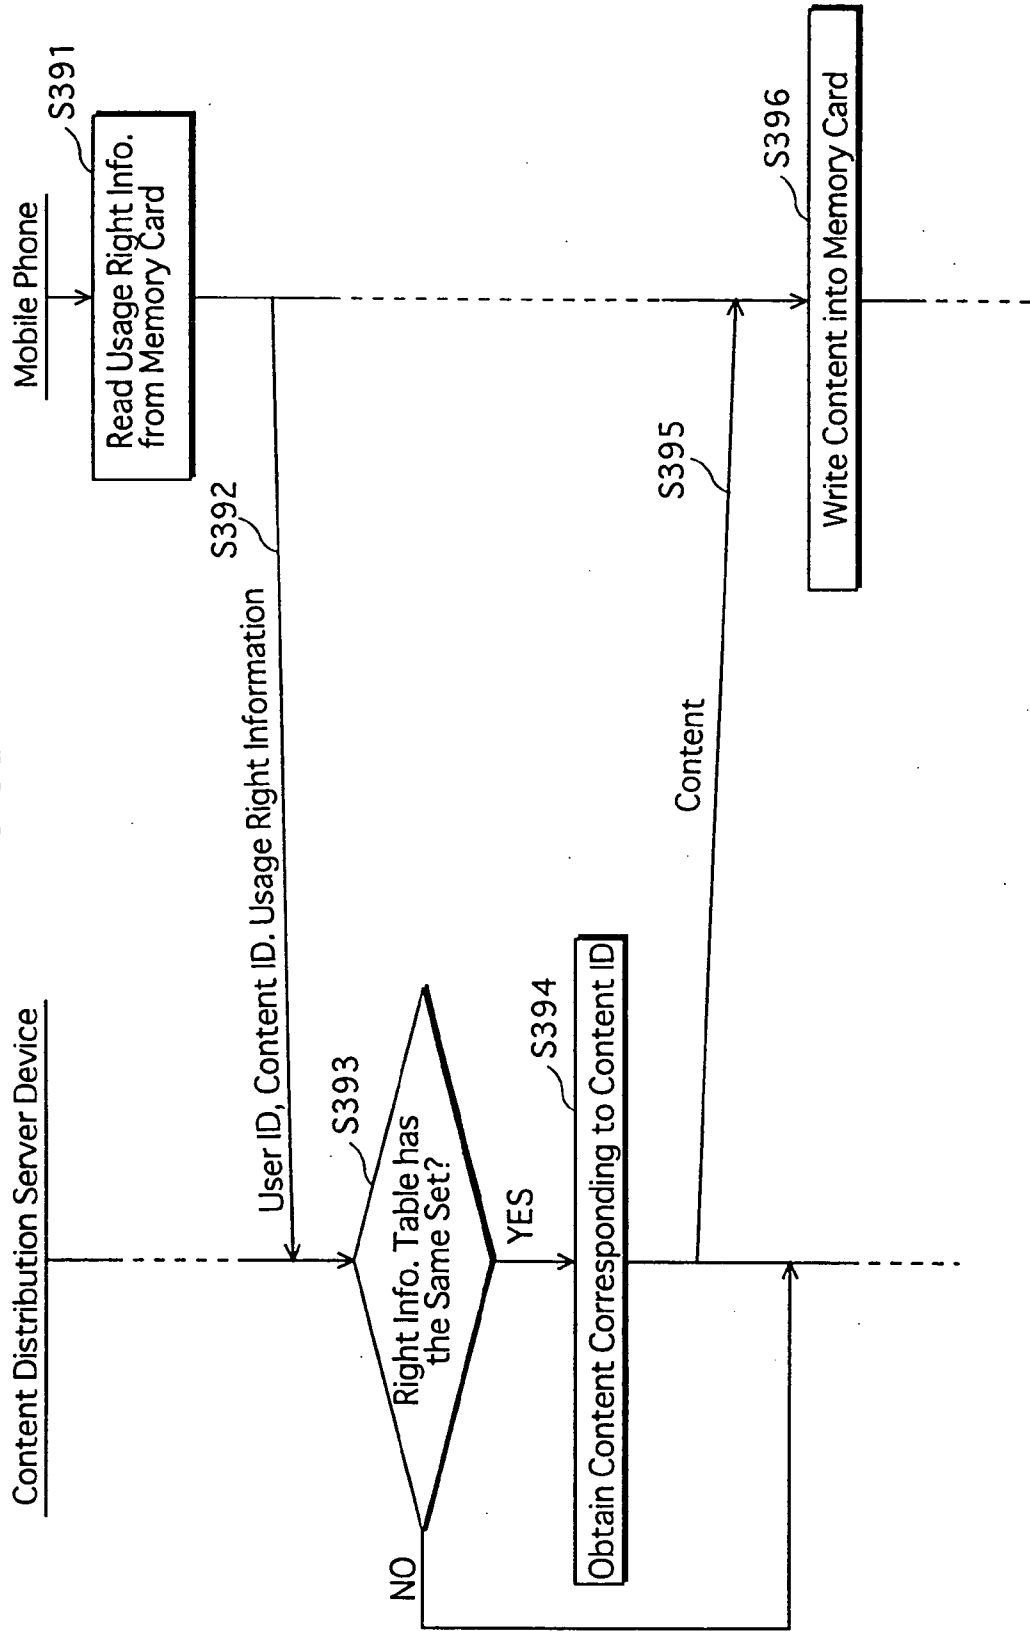 Content Distribution Server Device
Mobile Phone
S391
Read Usage Right Info.
from Memory Card
S392
User ID, Content ID. Usage Right Information
S393
Right Info. Table has
the Same Set?
NO
YES
S394
Obtain Content Corresponding to Content ID
S395
Content
S396
Write Content into Memory Card